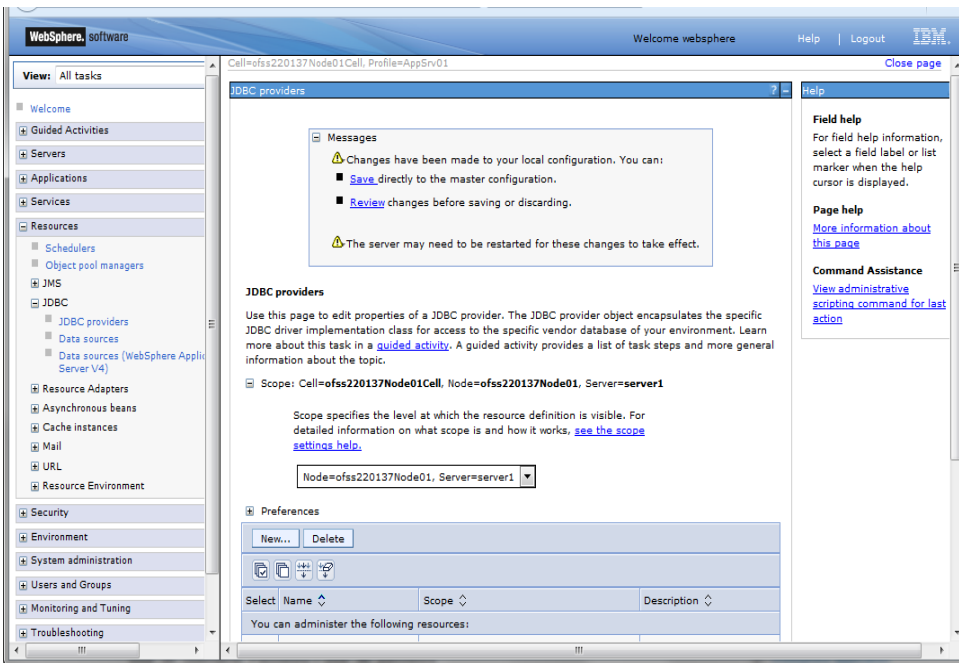 WebSphere. software
Welcome websphere
Help | Logout
IBM.
View: All tasks
Welcome
Guided Activities
Servers
Applications
Services
Resources
Schedulers
Object pool managers
JMS
JDBC
JDBC providers
Data sources
Data sources (WebSphere Applic
Server V4)
Resource Adapters
Asynchronous beans
Cache instances
Mail
URL
Resource Environment
Security
Environment
System administration
Users and Groups
Monitoring and Tuning
Troubleshooting
Cell=ofss220137Node01Cell, Profile=AppSrv01
Close page
JDBC providers
? -
Messages
Changes have been made to your local configuration. You can:
Save directly to the master configuration.
Review changes before saving or discarding.
The server may need to be restarted for these changes to take effect.
JDBC providers
Use this page to edit properties of a JDBC provider. The JDBC provider object encapsulates the specific
JDBC driver implementation class for access to the specific vendor database of your environment. Learn
more about this task in a guided activity. A guided activity provides a list of task steps and more general
information about the topic.
Scope: Cell=ofss220137Node01Cell, Node=ofss220137Node01, Server=server1
Scope specifies the level at which the resource definition is visible. For
detailed information on what scope is and how it works, see the scope
settings help.
Node=ofss220137Node01, Server=server1
Preferences
New... Delete
Select Name Scope Description
You can administer the following resources:
Help
Field help
For field help information,
select a field label or list
marker when the help
cursor is displayed.
Page help
More information about
this page
Command Assistance
View administrative
scripting command for last
action